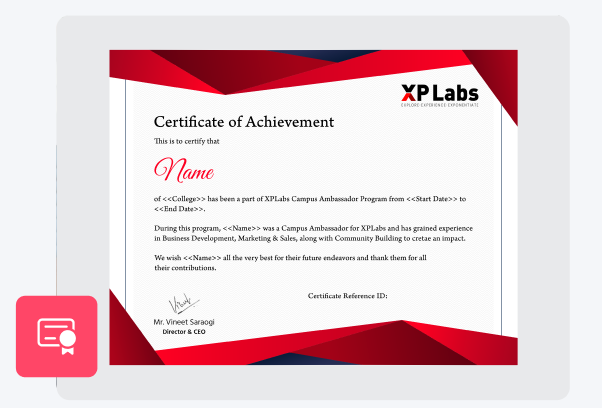 XPLabs
EXPLORE EXPERIENCE EXPONENTIATE
Certificate of Achievement
This is to certify that
Name
of <<College>> has been a part of XPLabs Campus Ambassador Program from <<Start Date>> to
<<End Date>>.
During this program, <<Name>> was a Campus Ambassador for XPLabs and has grained experience
in Business Development, Marketing & Sales, along with Community Building to cretae an impact.
We wish <<Name>> all the very best for their future endeavors and thank them for all
their contributions.
Certificate Reference ID:
Mr. Vineet Saraogi
Director & CEO